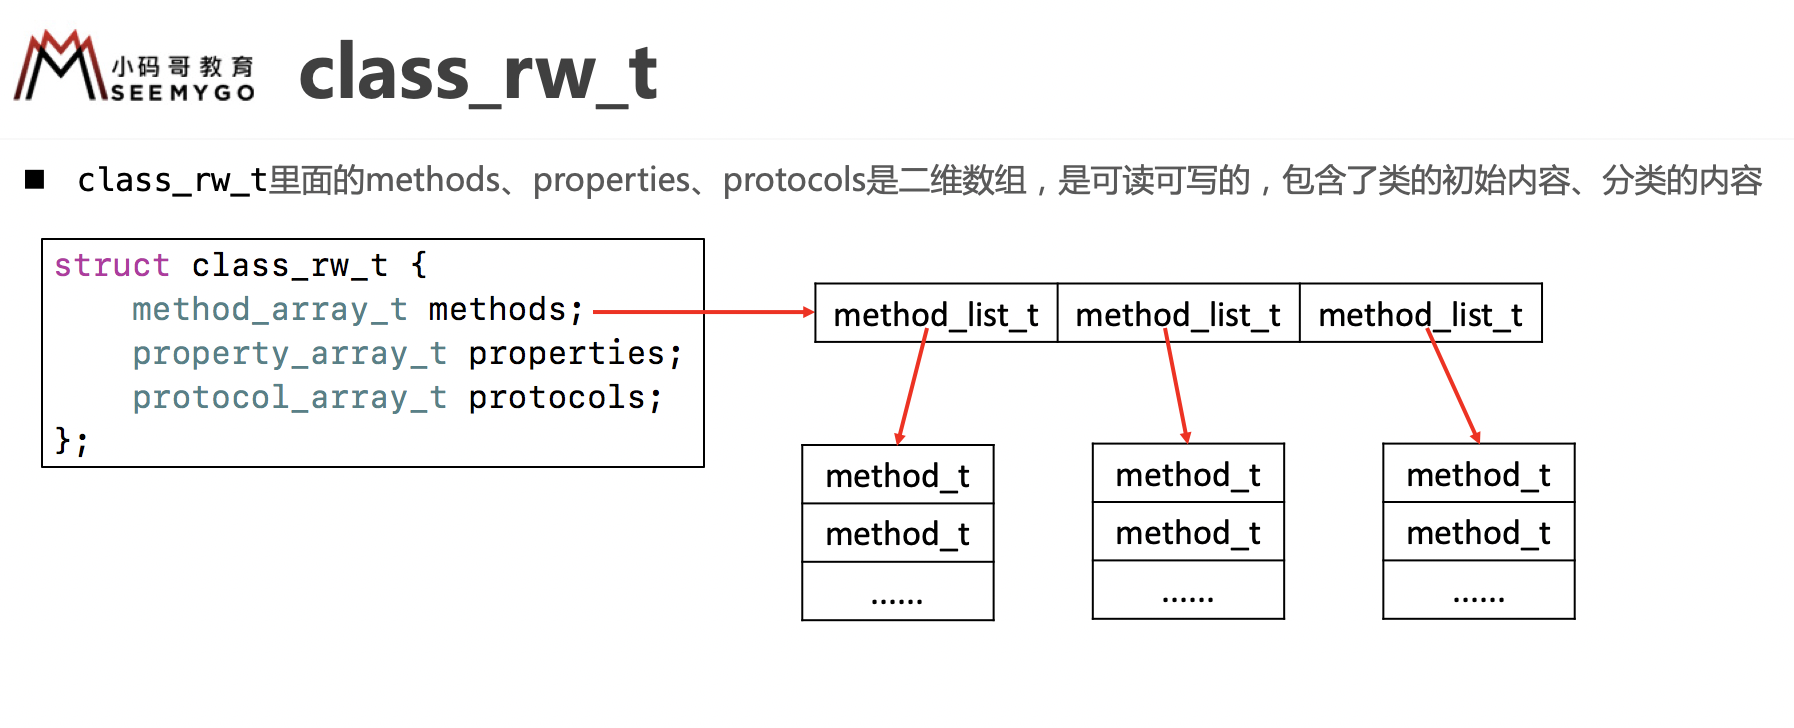 小码哥教育
SEEMYGO
class_rw_t
■ class_rw_t里面的methods、properties、protocols是二维数组，是可读可写的，包含了类的初始内容、分类的内容
struct class_rw_t {
method_array_t methods;
property_array_t properties;
protocol_array_t protocols;
};
method_list_t method_list_t method_list_t
method_t method_t method_t
method_t method_t method_t
...... ...... ......